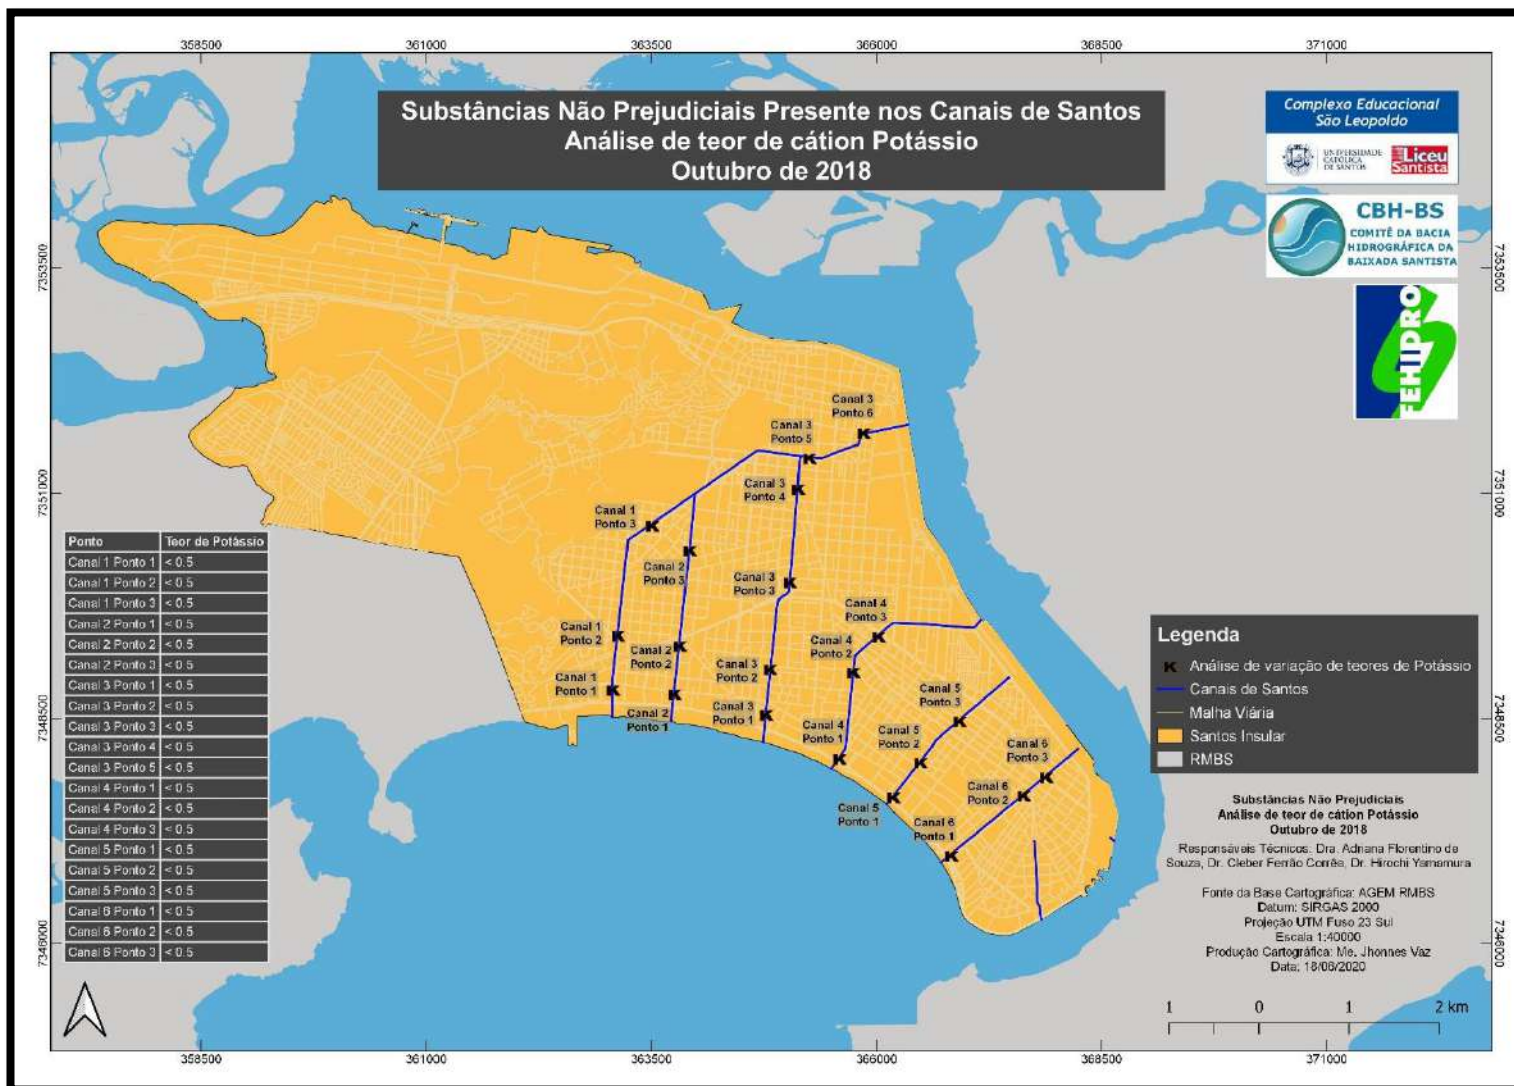 358500
361000
363500
366000
368500
371000
Substâncias Não Prejudiciais Presente nos Canais de Santos
Análise de teor de cátion Potássio
Outubro de 2018
Complexo Educacional
São Leopoldo
UNIVERSIDADE
CATÓLICA
DE SANTOS
Liceu
Santista
CBH-BS
COMITÊ DA BACIA
HIDROGRÁFICA DA
BAIXADA SANTISTA
FEHIDRO
7353500
7353500
7351000
7351000
7348500
7348500
7346000
7346000
Canal 3
Ponto 6
Canal 3
Ponto 5
Canal 3
Ponto 4
Canal 1
Ponto 3
Canal 2
Ponto 3
Canal 3
Ponto 3
Canal 4
Ponto 3
Canal 1
Ponto 2
Canal 2
Ponto 2
Canal 4
Ponto 2
Canal 3
Ponto 2
Canal 1
Ponto 1
Canal 5
Ponto 3
Canal 2
Ponto 1
Canal 3
Ponto 1
Canal 4
Ponto 1
Canal 5
Ponto 2
Canal 6
Ponto 3
Canal 6
Ponto 2
Canal 5
Ponto 1
Canal 6
Ponto 1
Ponto Teor de Potássio
Canal 1 Ponto 1 < 0.5
Canal 1 Ponto 2 < 0.5
Canal 1 Ponto 3 < 0.5
Canal 2 Ponto 1 < 0.5
Canal 2 Ponto 2 < 0.5
Canal 2 Ponto 3 < 0.5
Canal 3 Ponto 1 < 0.5
Canal 3 Ponto 2 < 0.5
Canal 3 Ponto 3 < 0.5
Canal 3 Ponto 4 < 0.5
Canal 3 Ponto 5 < 0.5
Canal 4 Ponto 1 < 0.5
Canal 4 Ponto 2 < 0.5
Canal 4 Ponto 3 < 0.5
Canal 5 Ponto 1 < 0.5
Canal 5 Ponto 2 < 0.5
Canal 5 Ponto 3 < 0.5
Canal 6 Ponto 1 < 0.5
Canal 6 Ponto 2 < 0.5
Canal 6 Ponto 3 < 0.5
Legenda
K Análise de variação de teores de Potássio
Canais de Santos
Malha Viária
Santos Insular
RMBS
Substâncias Não Prejudiciais
Análise de teor de cátion Potássio
Outubro de 2018
Responsáveis Técnicos: Dra. Adriana Florentino de
Souza, Dr. Cleber Ferrão Corrêa, Dr. Hirochi Yamamura
Fonte da Base Cartográfica: AGEM RMBS
Datum: SIRGAS 2000
Projeção UTM Fuso 23 Sul
Escala 1:40000
Produção Cartográfica: Me. Jhonnes Vaz
Data: 18/06/2020
1 0 1 2 km
358500
361000
363500
366000
368500
371000